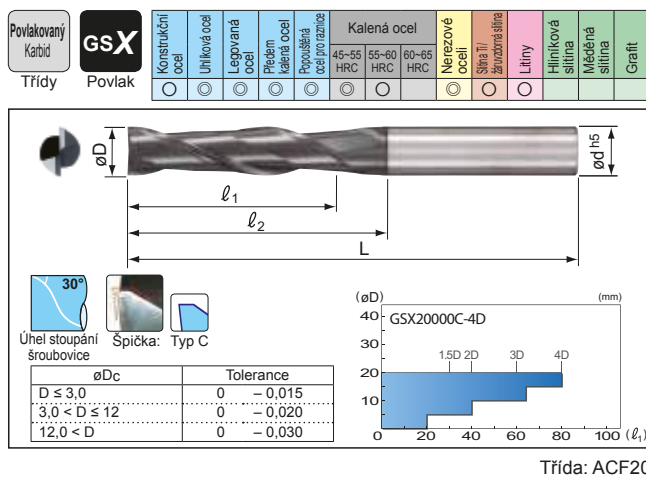 Povlakovaný
Karbid
Třídy
GSX
Povlak
Konstrukční
ocel
Uhlíková ocel
Legovaná
ocel
Předem
kalená ocel
Popouštěná
ocel pro raznice
Kalená ocel
45~55
HRC
55~60
HRC
60~65
HRC
Nerezové
oceli
Slitina Ti/
žáruvzdorná slitina
Litiny
Hliníková
slitina
Měděná
slitina
Grafit
øD
ød h5
ℓ1
ℓ2
L
30°
Úhel stoupání
šroubovice
Špička: Typ C
øDc Tolerance
D ≤ 3,0 0 – 0,015
3,0 < D ≤ 12 0 – 0,020
12,0 < D 0 – 0,030
(øD) (mm)
GSX20000C-4D
1.5D 2D 3D 4D
40
30
20
10
0 20 40 60 80 100 (ℓ1)
Třída: ACF20